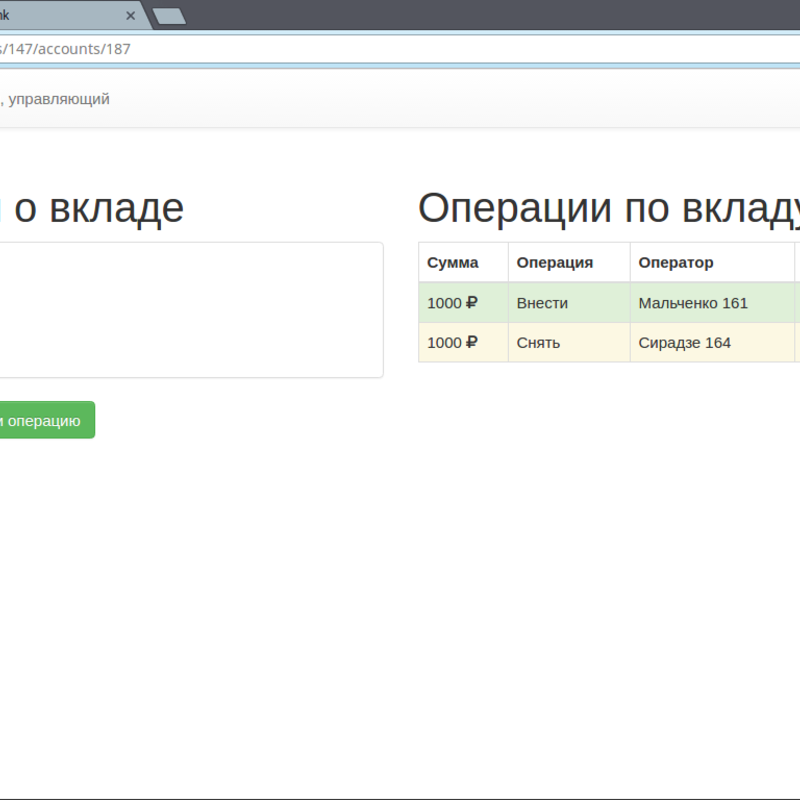 nk
s/147/accounts/187
, управляющий
о вкладе
Операции по вкладу
Сумма Операция Оператор
1000 ₽ Внести Мальченко 161
1000 ₽ Снять Сирадзе 164
и операцию